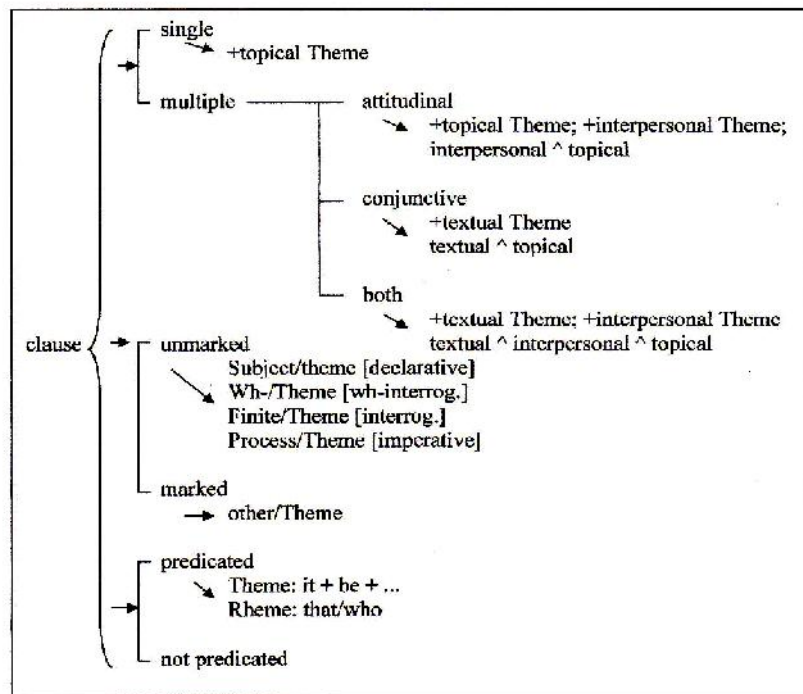 single
+topical Theme
multiple
attitudinal
+topical Theme; +interpersonal Theme;
interpersonal ^ topical
conjunctive
+textual Theme
textual ^ topical
both
+textual Theme; +interpersonal Theme
textual ^ interpersonal ^ topical
clause
unmarked
Subject/theme [declarative]
Wh-/Theme [wh-interrog.]
Finite/Theme [interrog.]
Process/Theme [imperative]
marked
other/Theme
predicated
Theme: it + be + ...
Rheme: that/who
not predicated